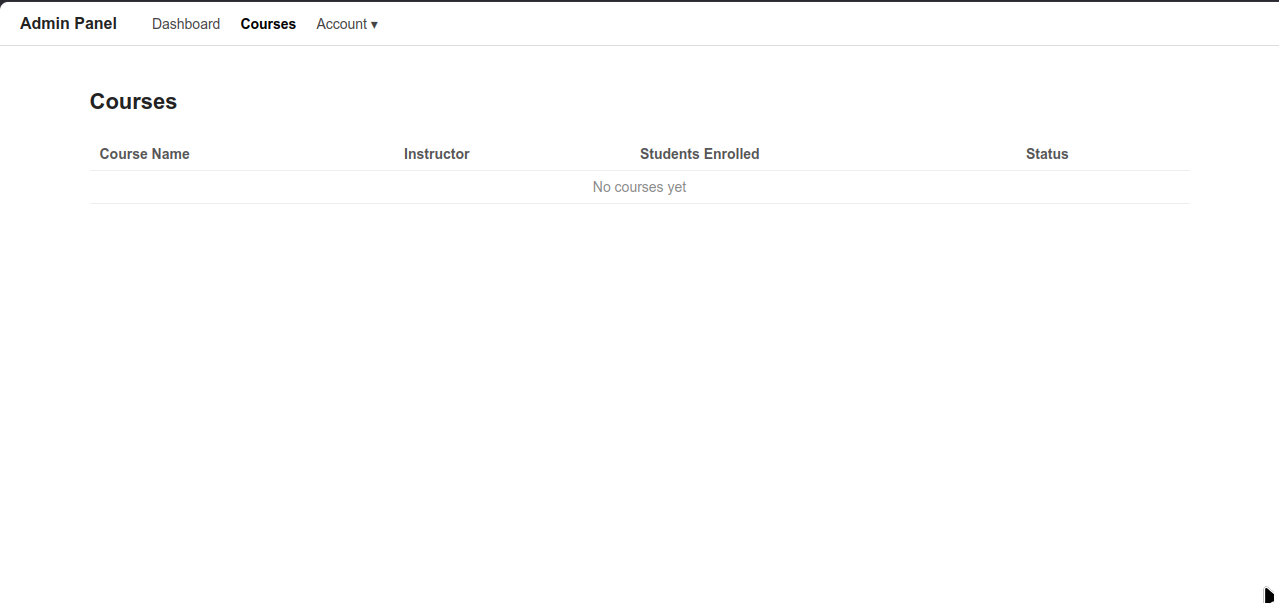 Admin Panel Dashboard Courses Account ▾
Courses
Course Name Instructor Students Enrolled Status
No courses yet